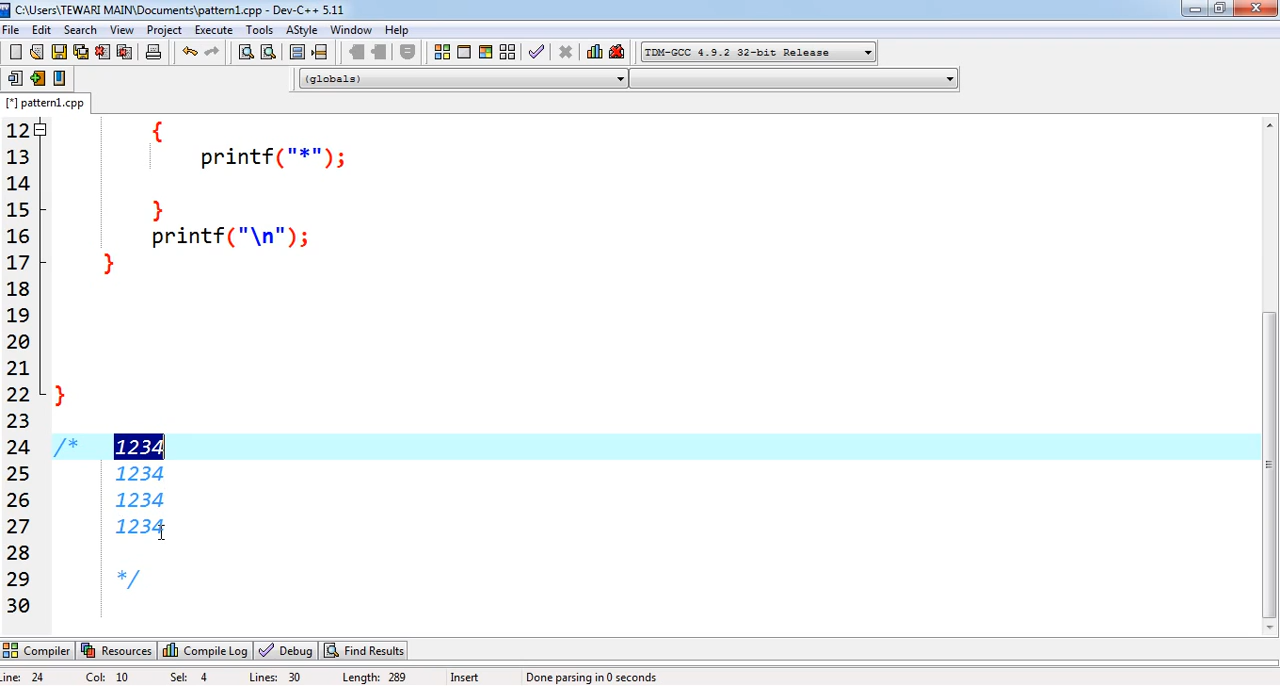 C:\Users\TEWARI MAIN\Documents\pattern1.cpp - Dev-C++ 5.11
File Edit Search View Project Execute Tools AStyle Window Help
TDM-GCC 4.9.2 32-bit Release
(globals)
[*] pattern1.cpp
12 {
13 printf("*");
14
15 }
16 printf("\n");
17 }
18
19
20
21
22 }
23
24 /* 1234
25 1234
26 1234
27 1234
28
29 */
30
Compiler Resources Compile Log Debug Find Results
Line: 24 Col: 10 Sel: 4 Lines: 30 Length: 289 Insert Done parsing in 0 seconds